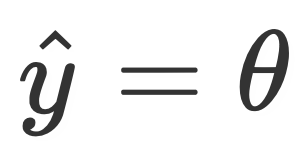 ŷ = θ